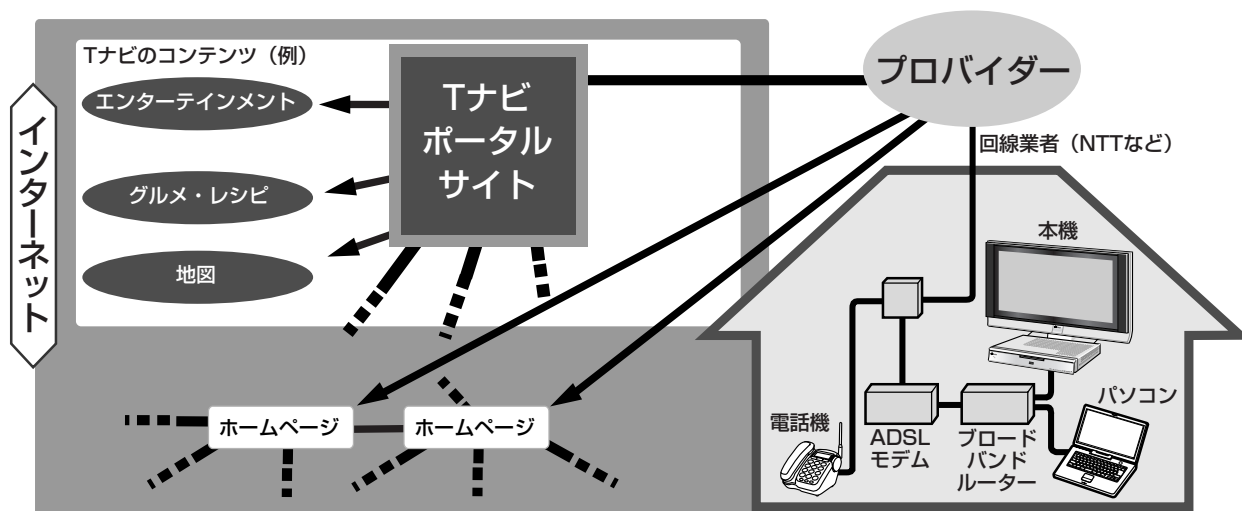 Tナビのコンテンツ（例）
エンターテインメント
グルメ・レシピ
地図
Tナビ
ポータル
サイト
インターネット
プロバイダー
回線業者（NTTなど）
本機
電話機
ADSL
モデム
ブロード
バンド
ルーター
パソコン
ホームページ
ホームページ